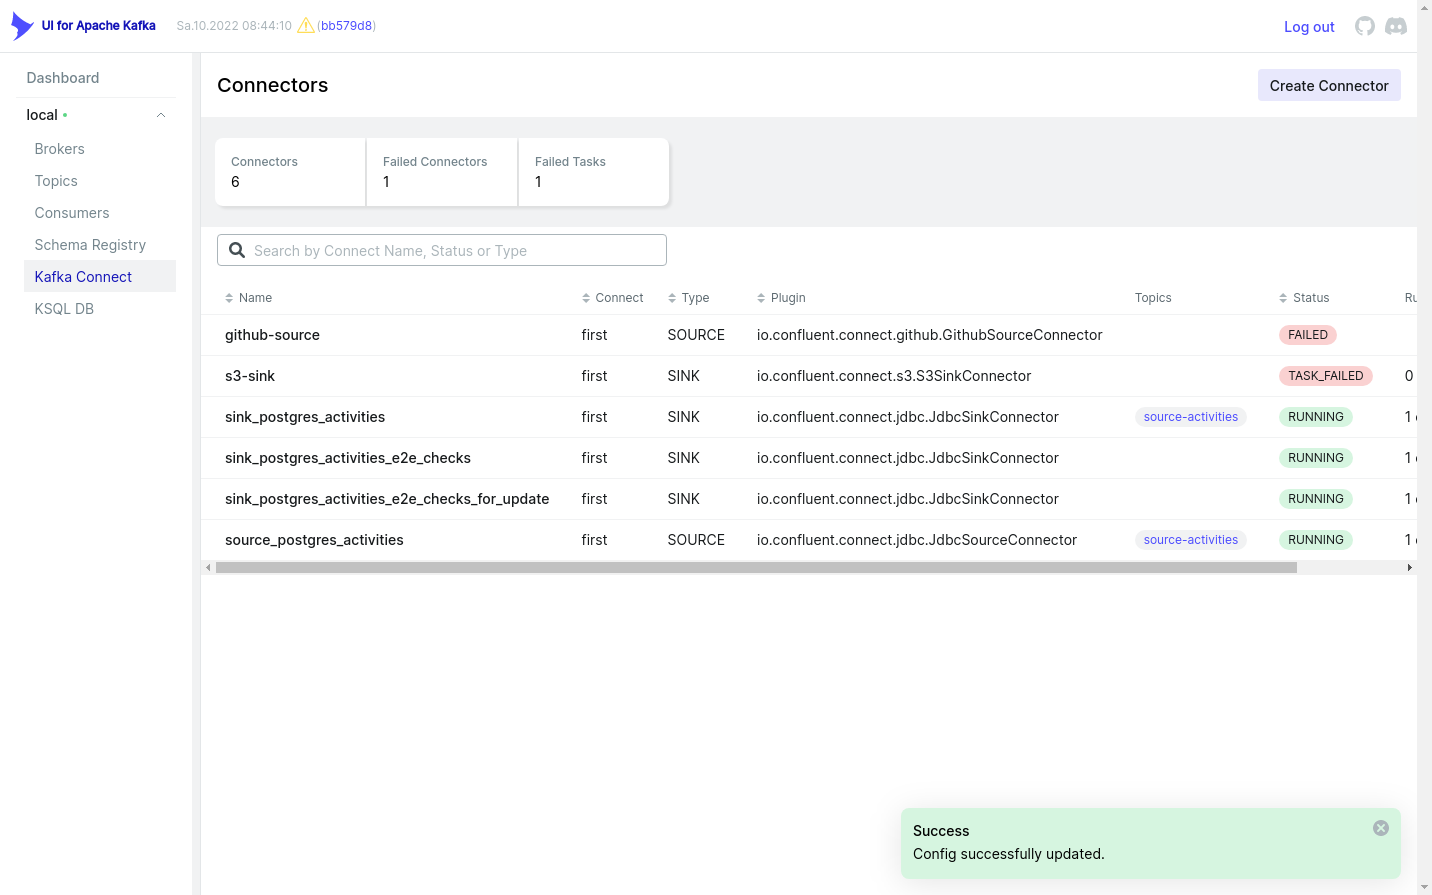 UI for Apache Kafka Sa.10.2022 08:44:10 (bb579d8) Log out
Dashboard
local
Brokers
Topics
Consumers
Schema Registry
Kafka Connect
KSQL DB
Connectors Create Connector
Connectors Failed Connectors Failed Tasks
6 1 1
Search by Connect Name, Status or Type
Name Connect Type Plugin Topics Status
github-source first SOURCE io.confluent.connect.github.GithubSourceConnector FAILED
s3-sink first SINK io.confluent.connect.s3.S3SinkConnector TASK_FAILED 0
sink_postgres_activities first SINK io.confluent.connect.jdbc.JdbcSinkConnector source-activities RUNNING 1
sink_postgres_activities_e2e_checks first SINK io.confluent.connect.jdbc.JdbcSinkConnector RUNNING 1
sink_postgres_activities_e2e_checks_for_update first SINK io.confluent.connect.jdbc.JdbcSinkConnector RUNNING 1
source_postgres_activities first SOURCE io.confluent.connect.jdbc.JdbcSourceConnector source-activities RUNNING 1
Success
Config successfully updated.